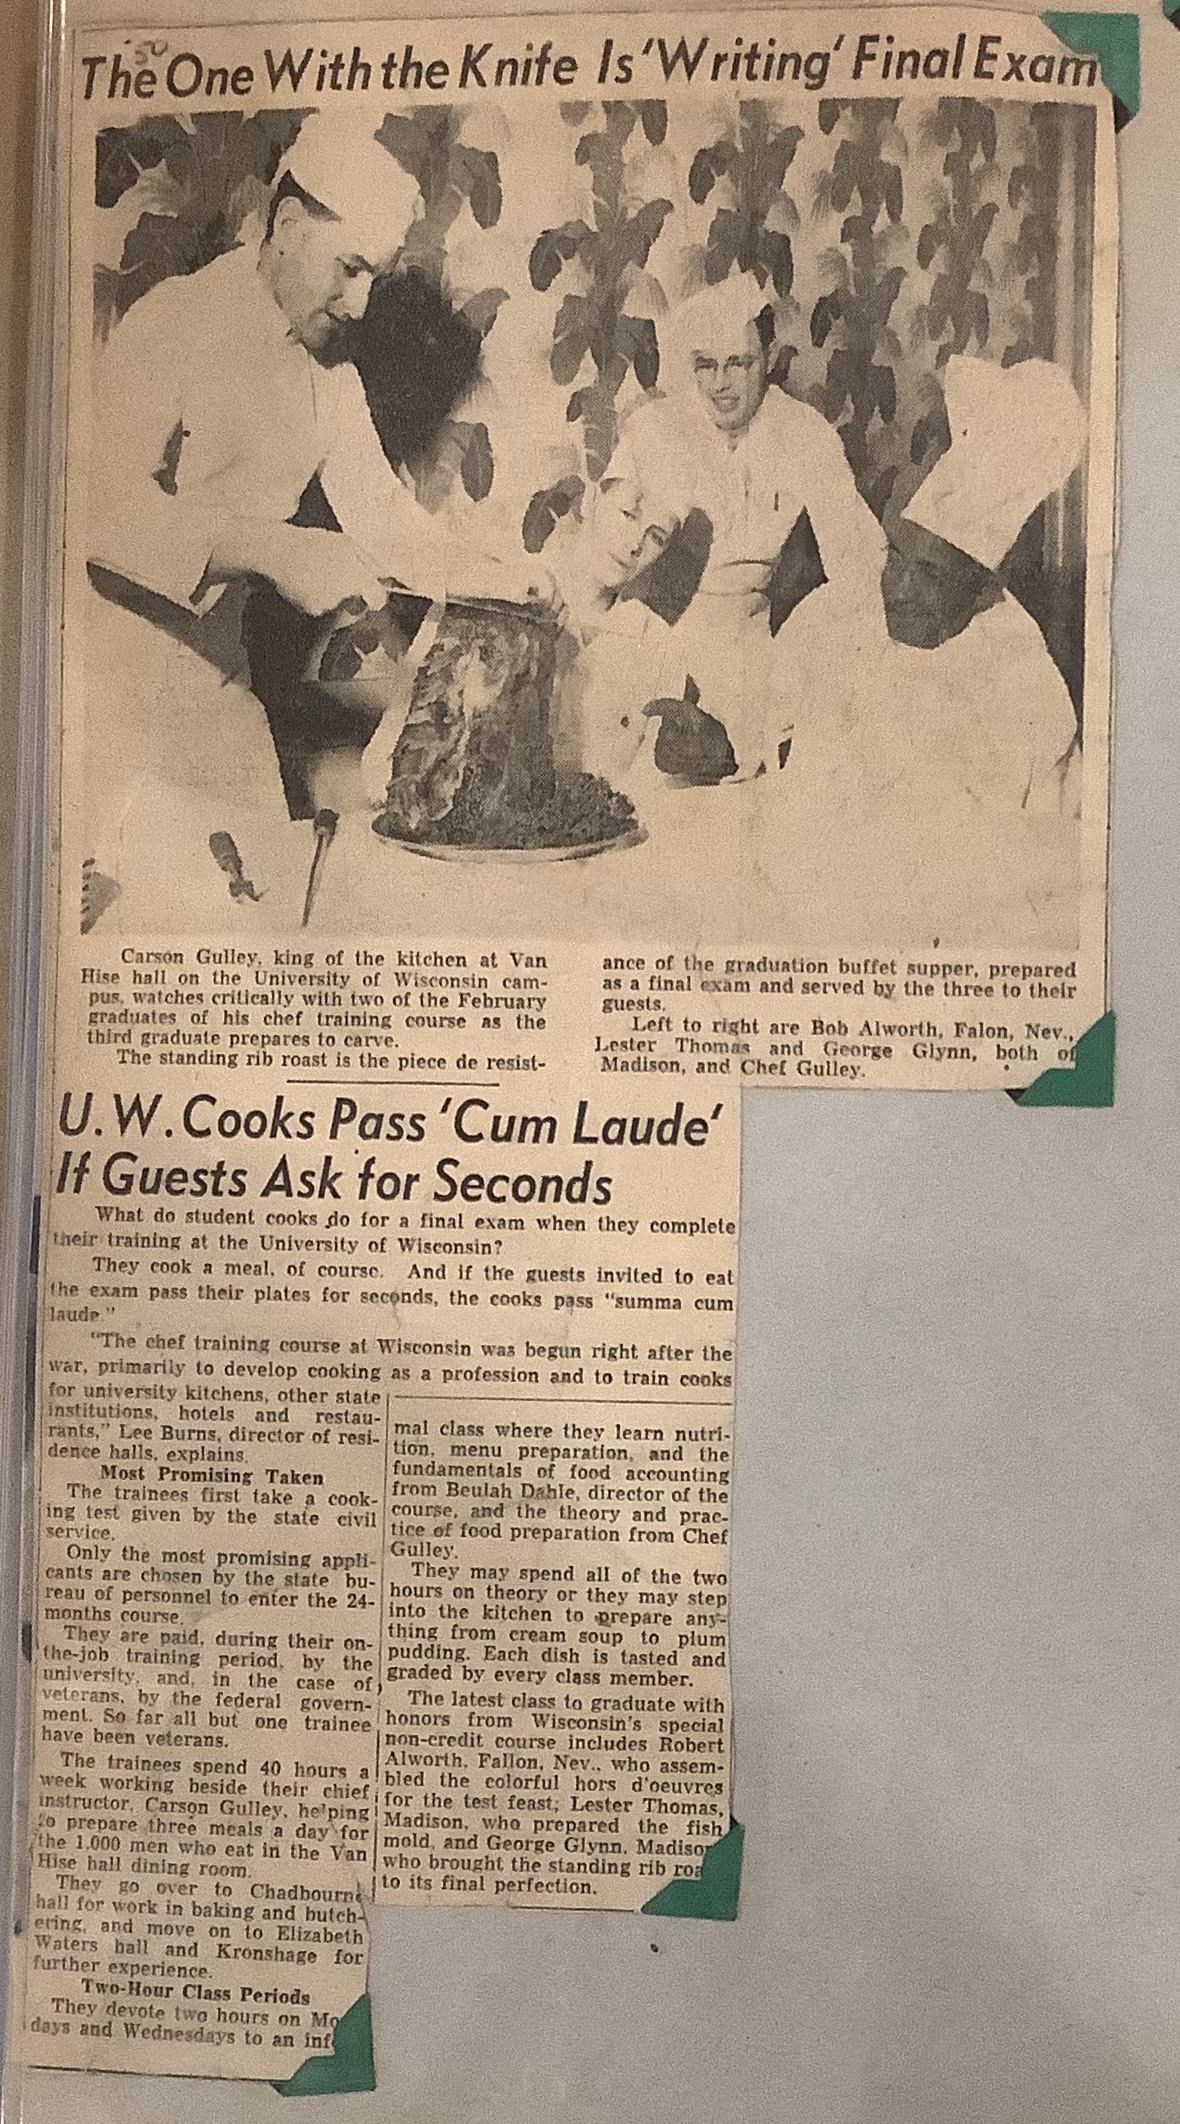 '50
The One With the Knife Is 'Writing' Final Exam
Carson Gulley, king of the kitchen at Van
Hise hall on the University of Wisconsin cam-
pus, watches critically with two of the February
graduates of his chef training course as the
third graduate prepares to carve.
The standing rib roast is the piece de resist-
ance of the graduation buffet supper, prepared
as a final exam and served by the three to their
guests.
Left to right are Bob Alworth, Falon, Nev.,
Lester Thomas and George Glynn, both of
Madison, and Chef Gulley.
U. W. Cooks Pass 'Cum Laude'
If Guests Ask for Seconds
What do student cooks do for a final exam when they complete
their training at the University of Wisconsin?
They cook a meal, of course. And if the guests invited to eat
the exam pass their plates for seconds, the cooks pass "summa cum
laude."
"The chef training course at Wisconsin was begun right after the
war, primarily to develop cooking as a profession and to train cooks
for university kitchens, other state
institutions, hotels and restau-
rants," Lee Burns, director of resi-
dence halls, explains.
Most Promising Taken
The trainees first take a cook-
ing test given by the state civil
service.
Only the most promising appli-
cants are chosen by the state bu-
reau of personnel to enter the 24-
months course.
They are paid, during their on-
the-job training period, by the
university, and, in the case of
veterans, by the federal govern-
ment. So far all but one trainee
have been veterans.
The trainees spend 40 hours a
week working beside their chief
instructor, Carson Gulley, helping
to prepare three meals a day for
the 1,000 men who eat in the Van
Hise hall dining room.
They go over to Chadbourne
hall for work in baking and butch-
ering, and move on to Elizabeth
Waters hall and Kronshage for
further experience.
Two-Hour Class Periods
They devote two hours on Mo
days and Wednesdays to an inf
mal class where they learn nutri-
tion, menu preparation, and the
fundamentals of food accounting
from Beulah Dahle, director of the
course, and the theory and prac-
tice of food preparation from Chef
Gulley.
They may spend all of the two
hours on theory or they may step
into the kitchen to prepare any-
thing from cream soup to plum
pudding. Each dish is tasted and
graded by every class member.
The latest class to graduate with
honors from Wisconsin's special
non-credit course includes Robert
Alworth, Fallon, Nev., who assem-
bled the colorful hors d'oeuvres
for the test feast; Lester Thomas,
Madison, who prepared the fish
mold, and George Glynn, Madison
who brought the standing rib roa
to its final perfection.